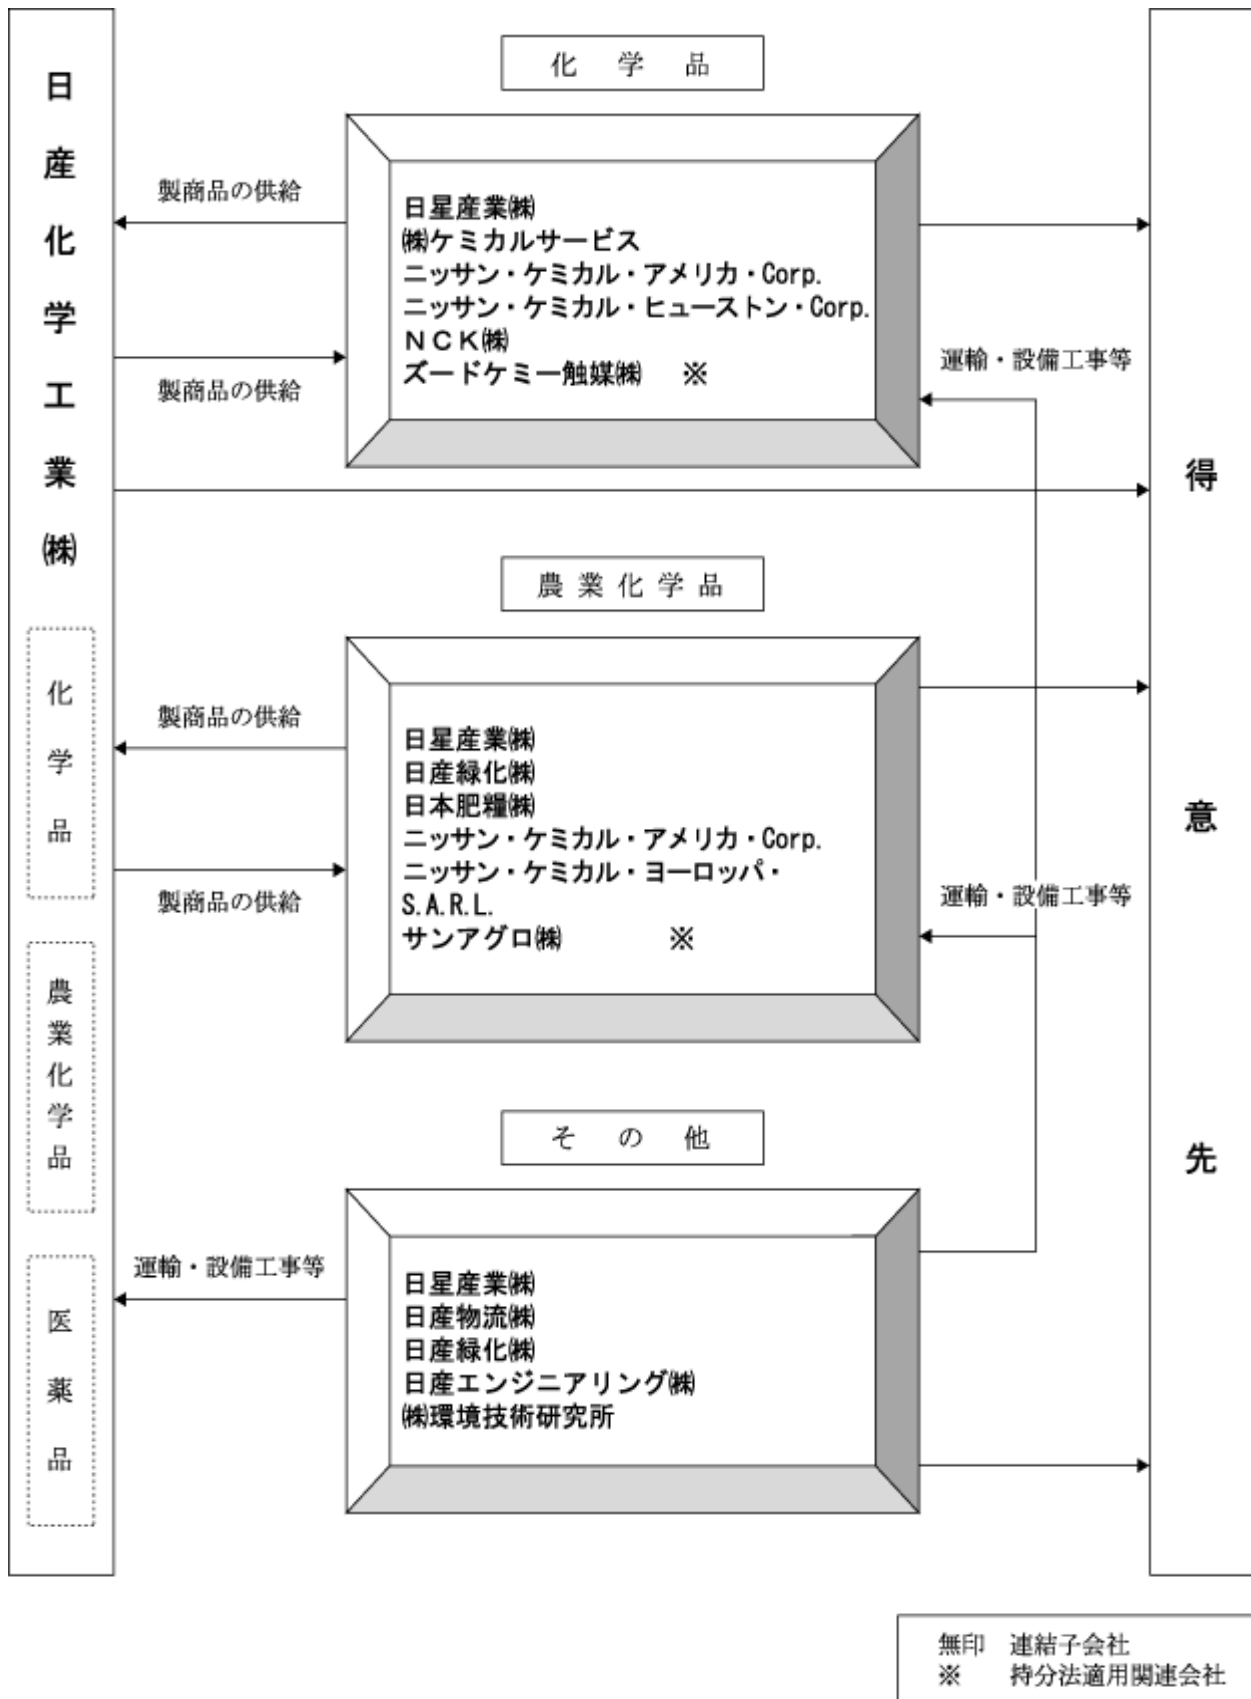 日産化学工業㈱
化学品
農業化学品
医薬品
化学品
製商品の供給
製商品の供給
日星産業㈱
㈱ケミカルサービス
ニッサン・ケミカル・アメリカ・Corp.
ニッサン・ケミカル・ヒューストン・Corp.
ＮＣＫ㈱
ズードケミー触媒㈱　※
運輸・設備工事等
農業化学品
製商品の供給
製商品の供給
日星産業㈱
日産緑化㈱
日本肥糧㈱
ニッサン・ケミカル・アメリカ・Corp.
ニッサン・ケミカル・ヨーロッパ・
S.A.R.L.
サンアグロ㈱　※
運輸・設備工事等
その他
運輸・設備工事等
日星産業㈱
日産物流㈱
日産緑化㈱
日産エンジニアリング㈱
㈱環境技術研究所
得意先
無印　連結子会社
※　持分法適用関連会社